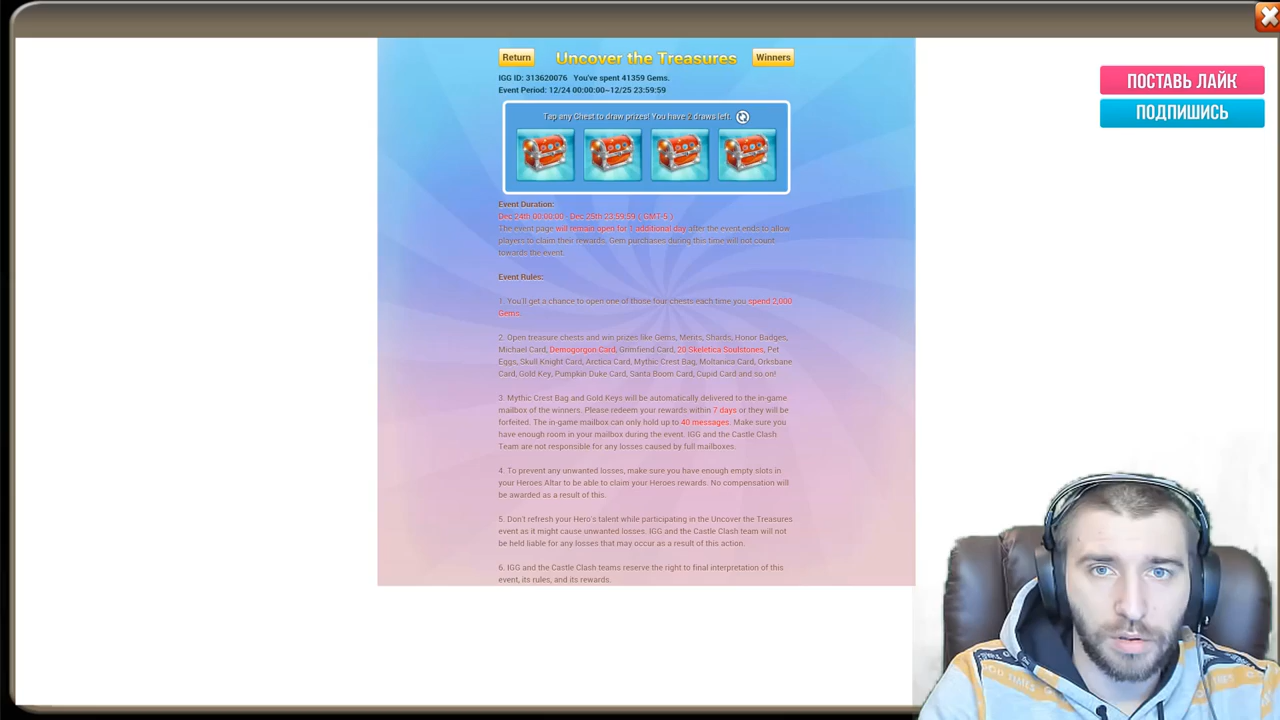 Return
Uncover the Treasures
Winners
ПОСТАВЬ ЛАЙК
ПОДПИШИСЬ
IGG ID: 313620076 You've spent 41359 Gems.
Event Period: 12/24 00:00:00~12/25 23:59:59
Tap any Chest to draw prizes! You have 2 draws left.
Event Duration:
Dec 24th 00:00:00 - Dec 25th 23:59:59 ( GMT-5 )
The event page will remain open for 1 additional day after the event ends to allow
players to claim their rewards. Gem purchases during this time will not count
towards the event.
Event Rules:
1. You'll get a chance to open one of those four chests each time you spend 2,000
Gems.
2. Open treasure chests and win prizes like Gems, Merits, Shards, Honor Badges,
Michael Card, Demogorgon Card, Grimfiend Card, 20 Skeletica Soulstones, Pet
Eggs, Skull Knight Card, Arctica Card, Mythic Crest Bag, Moltanica Card, Orksbane
Card, Gold Key, Pumpkin Duke Card, Santa Boom Card, Cupid Card and so on!
3. Mythic Crest Bag and Gold Keys will be automatically delivered to the in-game
mailbox of the winners. Please redeem your rewards within 7 days or they will be
forfeited. The in-game mailbox can only hold up to 40 messages. Make sure you
have enough room in your mailbox during the event. IGG and the Castle Clash
Team are not responsible for any losses caused by full mailboxes.
4. To prevent any unwanted losses, make sure you have enough empty slots in
your Heroes Altar to be able to claim your Heroes rewards. No compensation will
be awarded as a result of this.
5. Don't refresh your Hero's talent while participating in the Uncover the Treasures
event as it might cause unwanted losses. IGG and the Castle Clash team will not
be held liable for any losses that may occur as a result of this action.
6. IGG and the Castle Clash teams reserve the right to final interpretation of this
event, its rules, and its rewards.